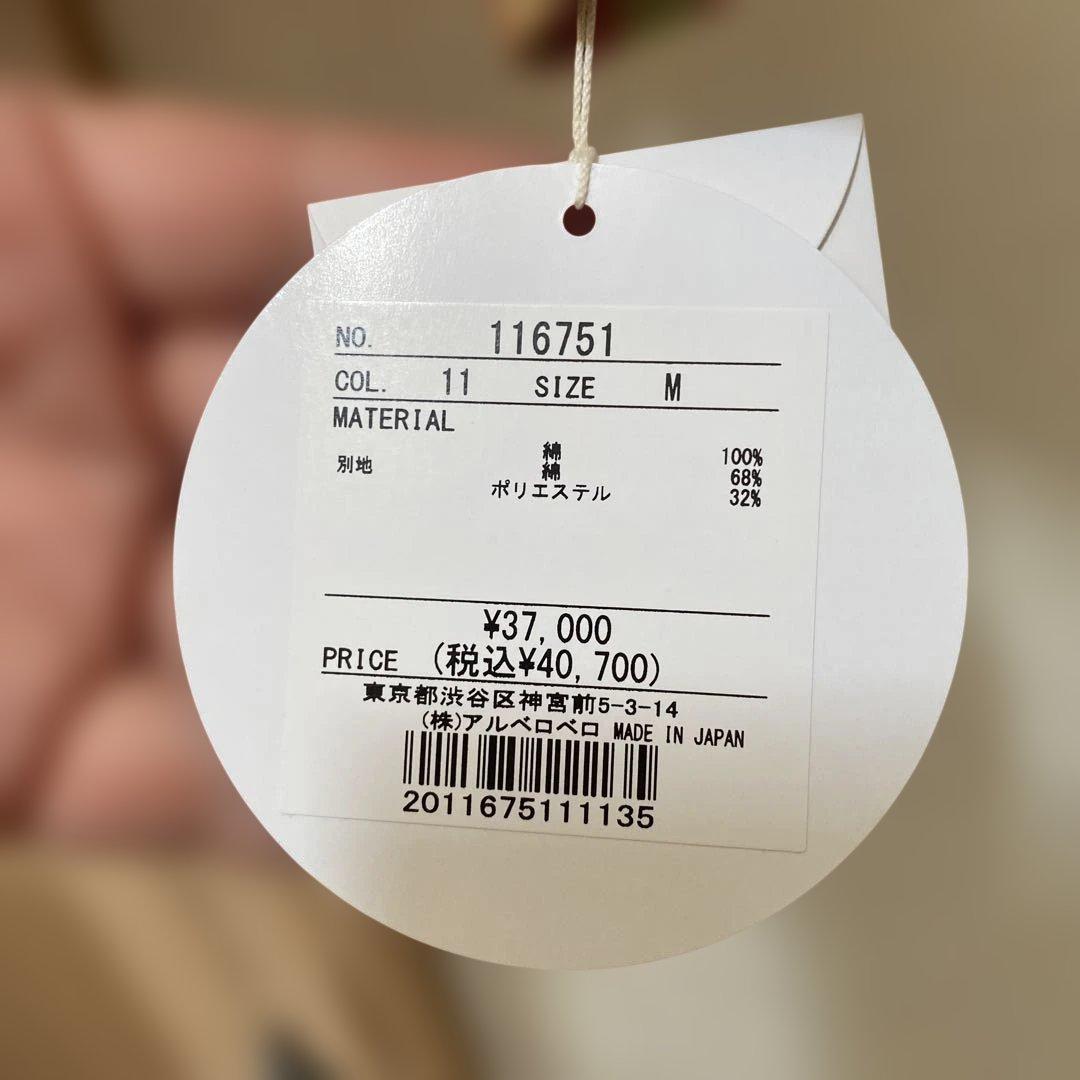 NO. 116751
COL. 11 SIZE M
MATERIAL
綿 100%
別地 綿 68%
ポリエステル 32%
¥37,000
PRICE (税込¥40,700)
東京都渋谷区神宮前5-3-14
(株)アルベロベロ MADE IN JAPAN
2011675111135